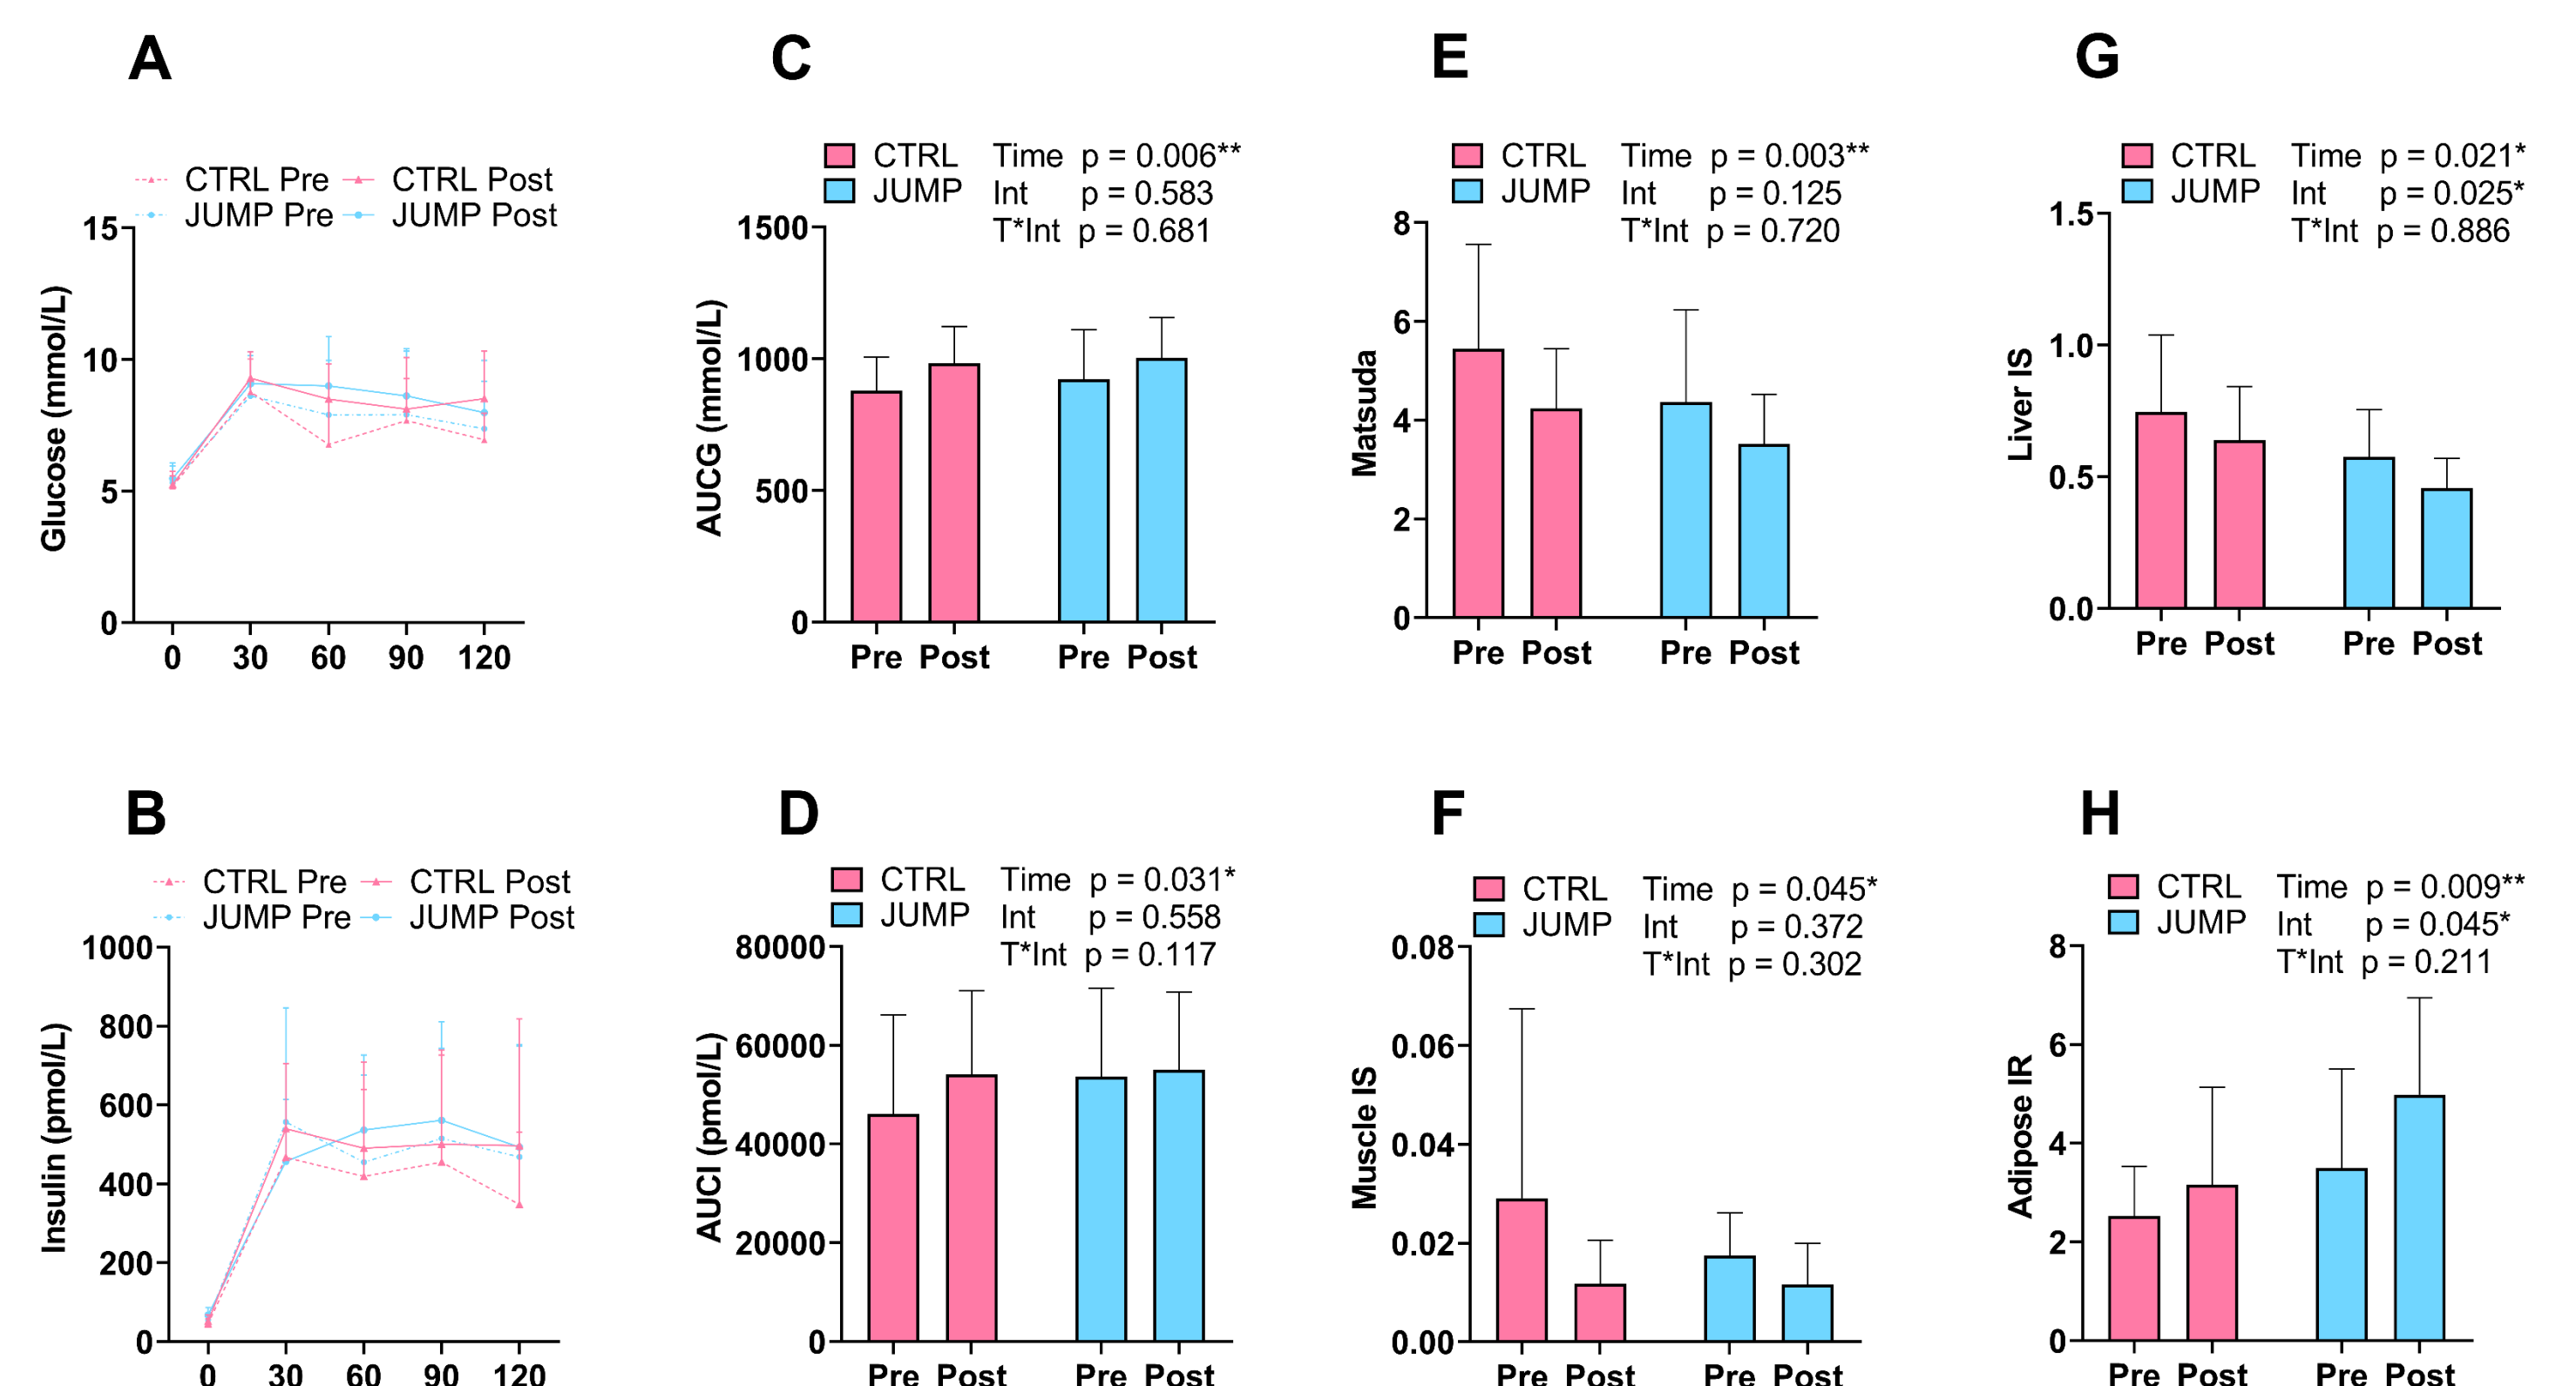 A
CTRL Pre CTRL Post
JUMP Pre JUMP Post
15
10
5
0
Glucose (mmol/L)
0 30 60 90 120
C
CTRL Time p = 0.006**
JUMP Int p = 0.583
T*Int p = 0.681
1500
1000
500
0
AUCG (mmol/L)
Pre Post Pre Post
E
CTRL Time p = 0.003**
JUMP Int p = 0.125
T*Int p = 0.720
8
6
4
2
0
Matsuda
Pre Post Pre Post
G
CTRL Time p = 0.021*
JUMP Int p = 0.025*
T*Int p = 0.886
1.5
1.0
0.5
0.0
Liver IS
Pre Post Pre Post
B
CTRL Pre CTRL Post
JUMP Pre JUMP Post
1000
800
600
400
200
0
Insulin (pmol/L)
0 30 60 90 120
D
CTRL Time p = 0.031*
JUMP Int p = 0.558
T*Int p = 0.117
80000
60000
40000
20000
0
AUCI (pmol/L)
Pre Post Pre Post
F
CTRL Time p = 0.045*
JUMP Int p = 0.372
T*Int p = 0.302
0.08
0.06
0.04
0.02
0.00
Muscle IS
Pre Post Pre Post
H
CTRL Time p = 0.009**
JUMP Int p = 0.045*
T*Int p = 0.211
8
6
4
2
0
Adipose IR
Pre Post Pre Post